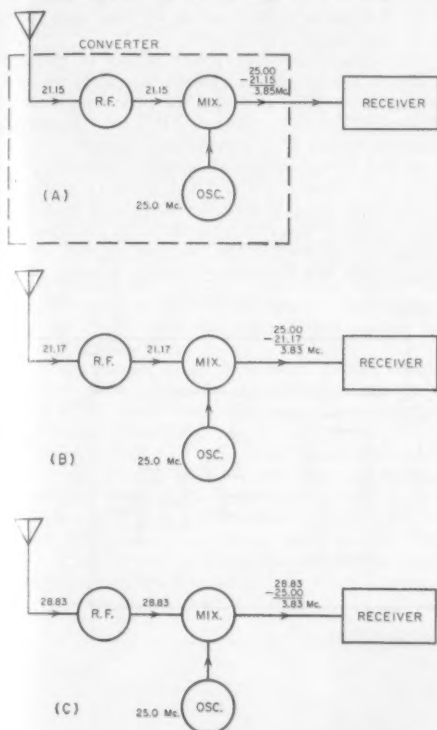 CONVERTER
21.15
R.F.
21.15
MIX.
25.00
-21.15
3.85 Mc.
RECEIVER
(A)
OSC.
25.0 Mc.
21.17
R.F.
21.17
MIX.
25.00
-21.17
3.83 Mc.
RECEIVER
(B)
OSC.
25.0 Mc.
28.83
R.F.
28.83
MIX.
28.83
-25.00
3.83 Mc.
RECEIVER
(C)
OSC.
25.0 Mc.